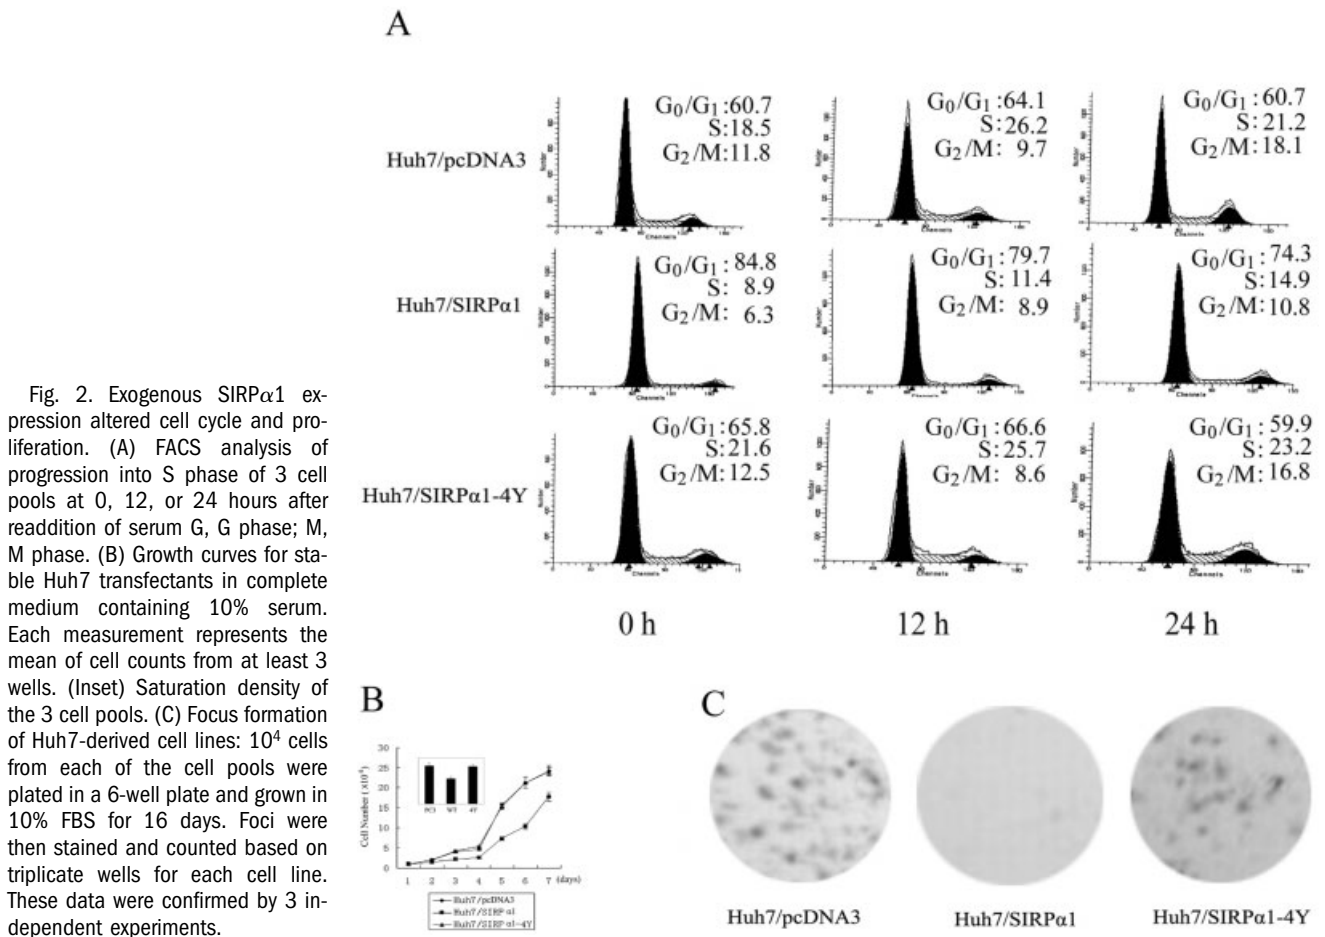 A
Huh7/pcDNA3
G0/G1:60.7
S:18.5
G2/M:11.8
G0/G1:64.1
S:26.2
G2/M: 9.7
G0/G1:60.7
S:21.2
G2/M:18.1
Huh7/SIRPα1
G0/G1:84.8
S: 8.9
G2/M: 6.3
G0/G1:79.7
S:11.4
G2/M: 8.9
G0/G1:74.3
S:14.9
G2/M:10.8
Huh7/SIRPα1-4Y
G0/G1:65.8
S:21.6
G2/M:12.5
G0/G1:66.6
S:25.7
G2/M: 8.6
G0/G1:59.9
S:23.2
G2/M:16.8
0 h
12 h
24 h
Fig. 2. Exogenous SIRPα1 ex-
pression altered cell cycle and pro-
liferation. (A) FACS analysis of
progression into S phase of 3 cell
pools at 0, 12, or 24 hours after
readdition of serum G, G phase; M,
M phase. (B) Growth curves for sta-
ble Huh7 transfectants in complete
medium containing 10% serum.
Each measurement represents the
mean of cell counts from at least 3
wells. (Inset) Saturation density of
the 3 cell pools. (C) Focus formation
of Huh7-derived cell lines: 10⁴ cells
from each of the cell pools were
plated in a 6-well plate and grown in
10% FBS for 16 days. Foci were
then stained and counted based on
triplicate wells for each cell line.
These data were confirmed by 3 in-
dependent experiments.
B
30
25
20
15
10
5
0
1 2 3 4 5 6 7 (days)
Huh7/pcDNA3
Huh7/SIRPα1
Huh7/SIRPα1-4Y
C
Huh7/pcDNA3
Huh7/SIRPα1
Huh7/SIRPα1-4Y